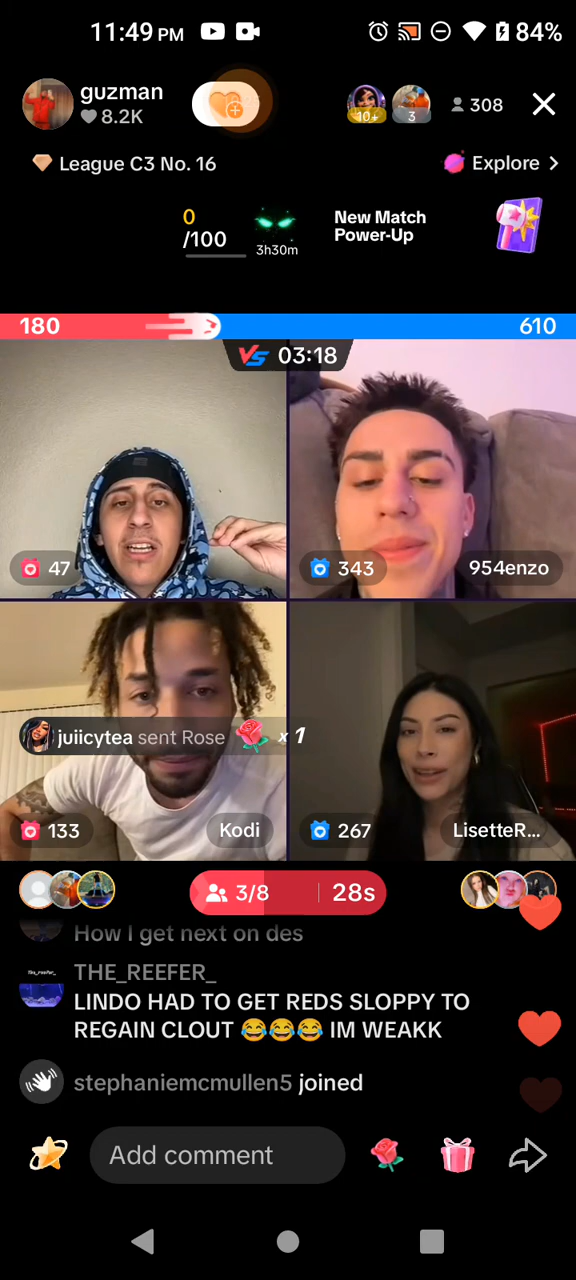 11:49 PM
84%
guzman
8.2K
10+
3
308
League C3 No. 16
Explore >
0
/100
3h30m
New Match
Power-Up
180
610
VS 03:18
47
343
954enzo
juiicytea sent Rose x 1
133
Kodi
267
LisetteR...
3/8
28s
How I get next on des
THE_REEFER_
LINDO HAD TO GET REDS SLOPPY TO
REGAIN CLOUT 😂😂😂 IM WEAKK
stephaniemcmullen5 joined
Add comment